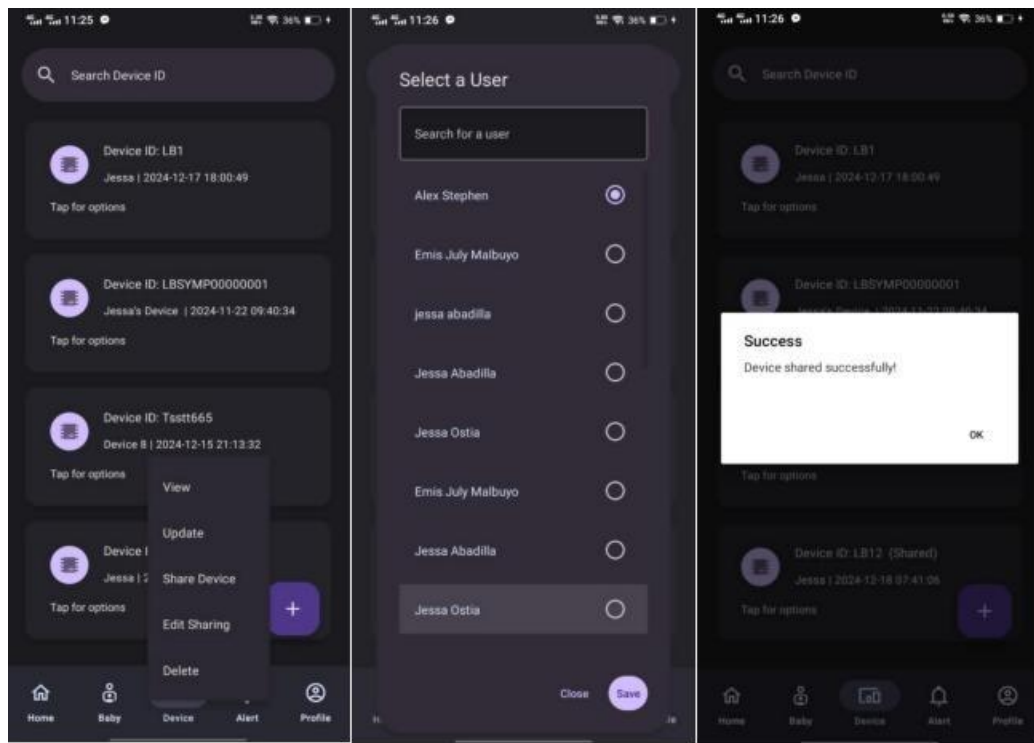 11:25
36%
Search Device ID
Device ID: LB1
Jessa | 2024-12-17 18:00:49
Tap for options
Device ID: LBSYMP00000001
Jessa's Device | 2024-11-22 09:40:34
Tap for options
Device ID: Tsstt665
Device 8 | 2024-12-15 21:13:32
Tap for options
View
Update
Share Device
Edit Sharing
Delete
Device I
Jessa | 2
Tap for options
+
Home
Baby
Device
Alert
Profile
11:26
36%
Select a User
Search for a user
Alex Stephen
Emis July Malbuyo
jessa abadilla
Jessa Abadilla
Jessa Ostia
Emis July Malbuyo
Jessa Abadilla
Jessa Ostia
Close
Save
11:26
36%
Search Device ID
Device ID: LB1
Jessa | 2024-12-17 18:00:49
Tap for options
Device ID: LBSYMP00000001
Success
Device shared successfully!
OK
Tap for options
Device ID: LB12 (Shared)
Jessa | 2024-12-18 07:41:06
Tap for options
+
Home
Baby
Device
Alert
Profile